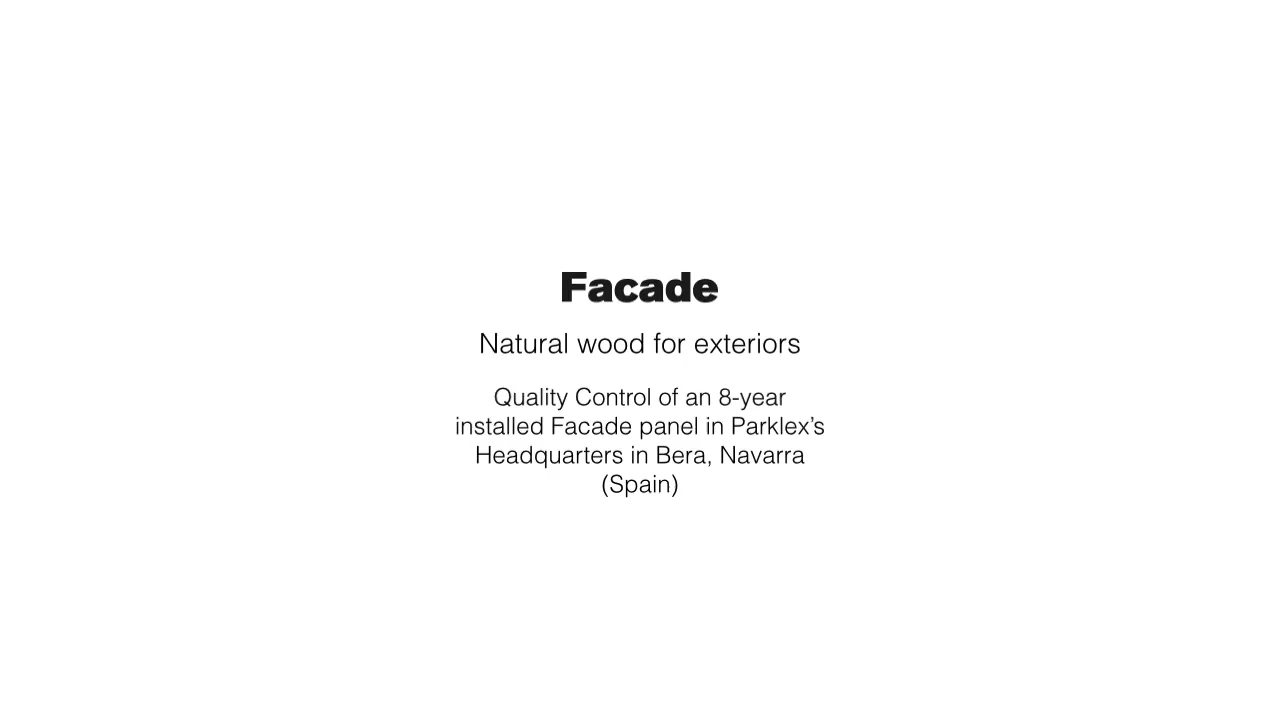 Facade
Natural wood for exteriors
Quality Control of an 8-year
installed Facade panel in Parklex’s
Headquarters in Bera, Navarra
(Spain)